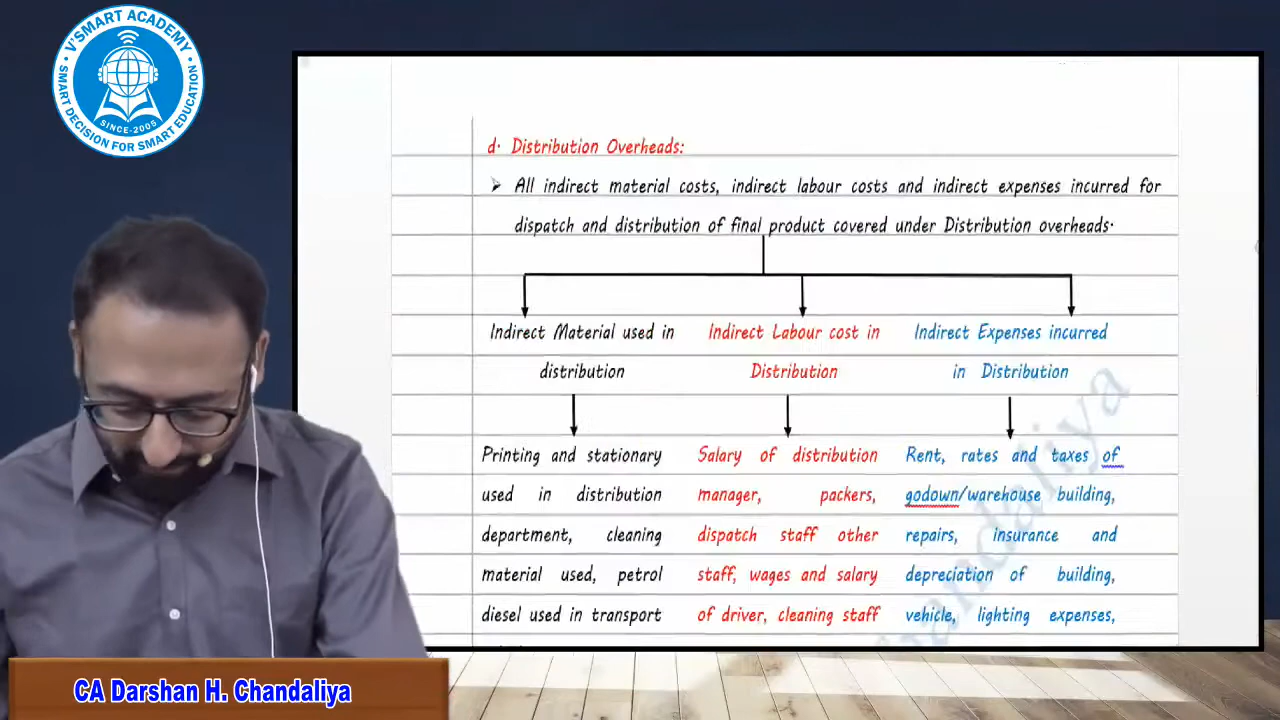 V'SMART ACADEMY
SINCE-2005
SMART DECISION FOR SMART EDUCATION
d. Distribution Overheads:
➢ All indirect material costs, indirect labour costs and indirect expenses incurred for
dispatch and distribution of final product covered under Distribution overheads.
Indirect Material used in
distribution
Indirect Labour cost in
Distribution
Indirect Expenses incurred
in Distribution
Printing and stationary
used in distribution
department, cleaning
material used, petrol
diesel used in transport
Salary of distribution
manager, packers,
dispatch staff other
staff, wages and salary
of driver, cleaning staff
Rent, rates and taxes of
godown/warehouse building,
repairs, insurance and
depreciation of building,
vehicle, lighting expenses,
CA Darshan H. Chandaliya